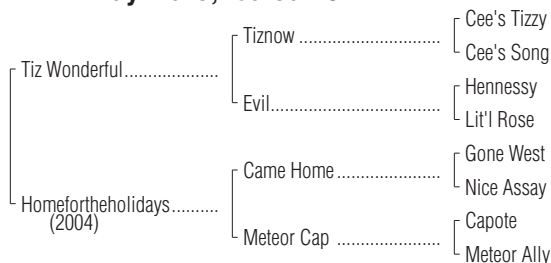 Tiznow
Cee's Tizzy
Cee's Song
Tiz Wonderful
Evil
Hennessy
Lit'l Rose
Homefortheholidays
(2004)
Came Home
Gone West
Nice Assay
Meteor Cap
Capote
Meteor Ally